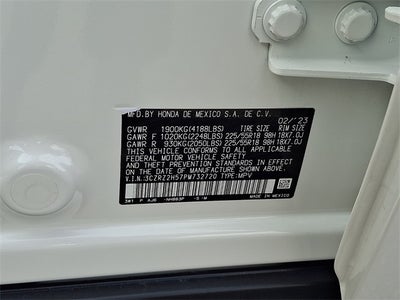 MFD. BY HONDA DE MEXICO S.A. DE C.V. 02/'23
GVWR 1900KG(4188LBS) TIRE SIZE RIM SIZE
GAWR F 1020KG(2248LBS) 225/55R18 98H 18X7.0J
GAWR R 930KG(2050LBS) 225/55R18 98H 18X7.0J
THIS VEHICLE CONFORMS TO ALL APPLICABLE
FEDERAL MOTOR VEHICLE SAFETY STANDARDS IN EFFECT
ON THE DATE OF MANUFACTURE SHOWN ABOVE.
V.I.N.:3CZRZ2H57PM732720 TYPE:MPV
3W1 P AJ6 -NH883P -S -M MADE IN MEXICO